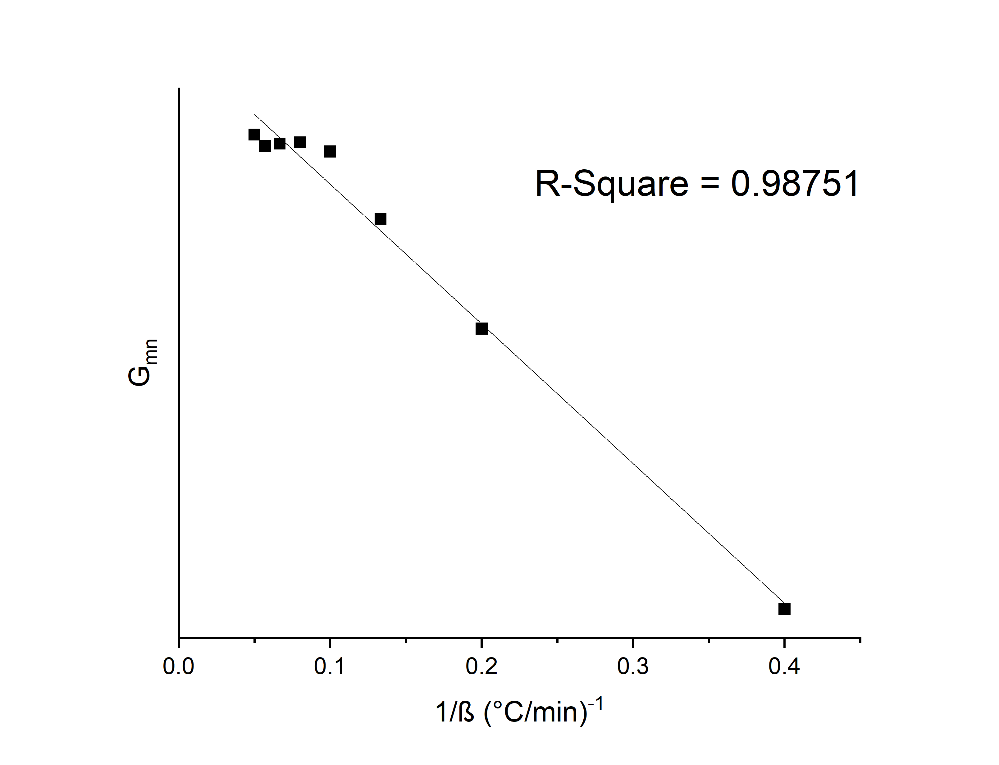 R-Square = 0.98751
Gmn
0.0 0.1 0.2 0.3 0.4
1/ß (°C/min)-1